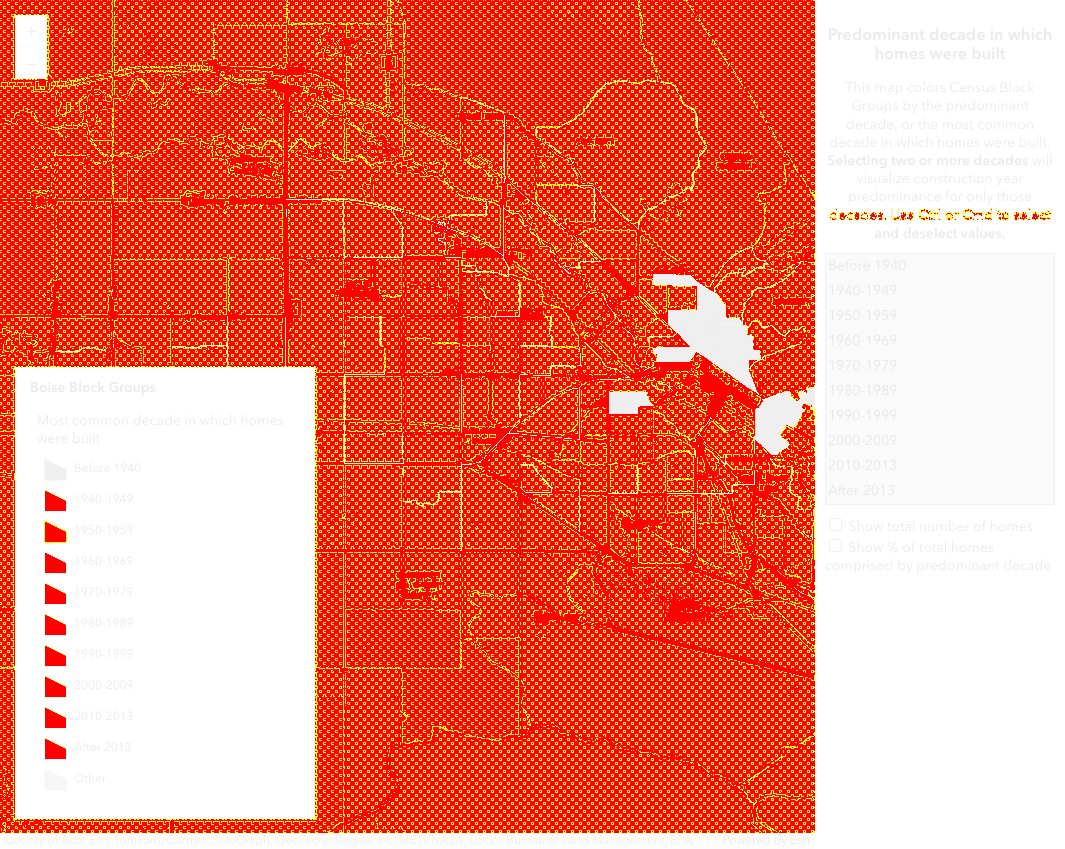 +
−
Predominant decade in which
homes were built
This map colors Census Block
Groups by the predominant
decade, or the most common
decade in which homes were built.
Selecting two or more decades will
visualize construction year
predominance for only those
decades. Use Ctrl or Cmd to select
and deselect values.
Before 1940
1940-1949
1950-1959
1960-1969
1970-1979
1980-1989
1990-1999
2000-2009
2010-2013
After 2013
Show total number of homes
Show % of total homes
comprised by predominant decade
Boise Block Groups
Most common decade in which homes
were built
Before 1940
1940-1949
1950-1959
1960-1969
1970-1979
1980-1989
1990-1999
2000-2009
2010-2013
After 2013
Other
Powered by Esri